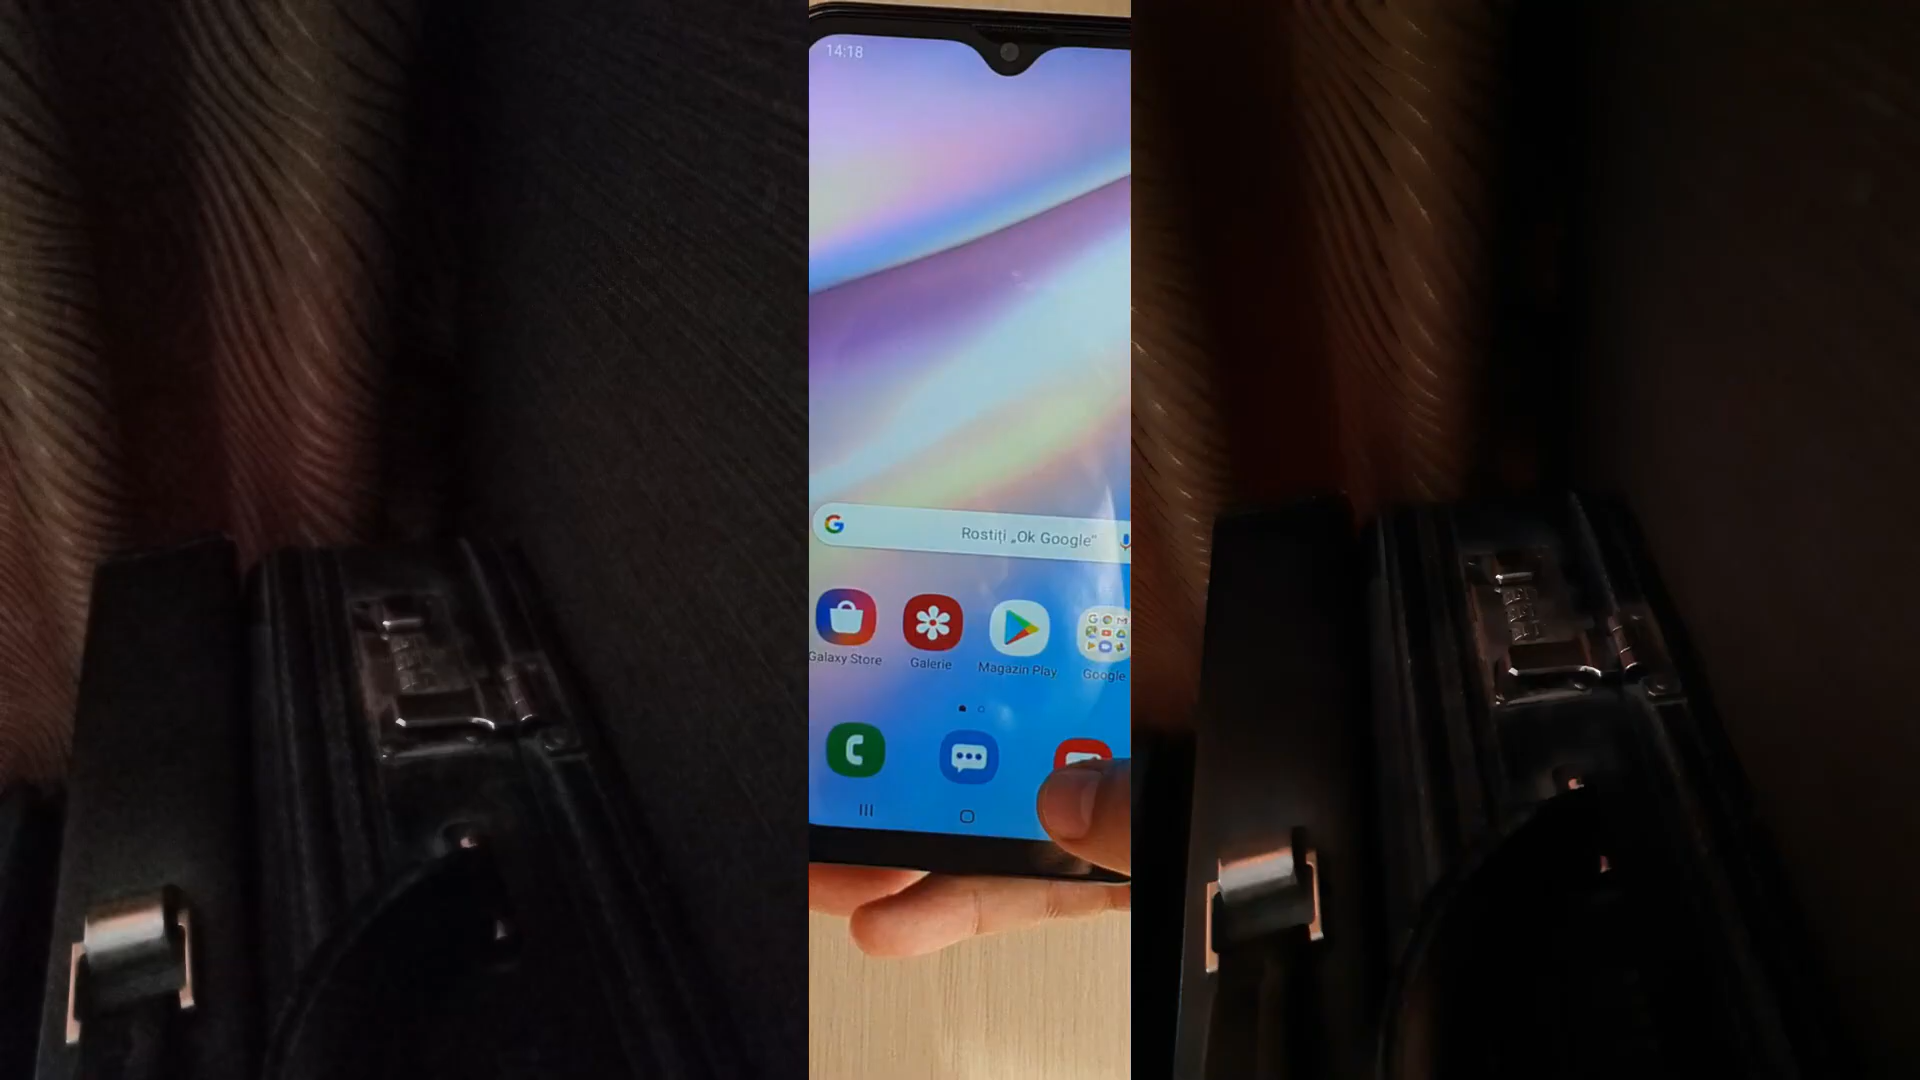 14:18
G
Rostiți „Ok Google"
Galaxy Store
Galerie
Magazin Play
Google